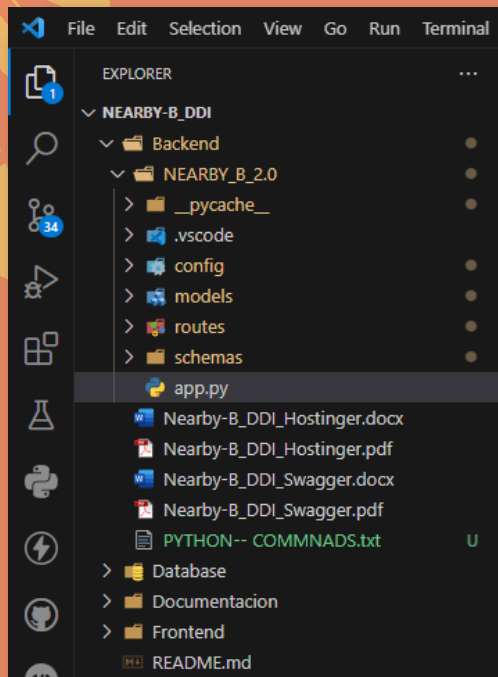 File Edit Selection View Go Run Terminal
EXPLORER ...
1
NEARBY-B_DDI
Backend
NEARBY_B_2.0
__pycache__
34
.vscode
config
models
routes
schemas
app.py
Nearby-B_DDI_Hostinger.docx
Nearby-B_DDI_Hostinger.pdf
Nearby-B_DDI_Swagger.docx
Nearby-B_DDI_Swagger.pdf
PYTHON-- COMMNADS.txt U
Database
Documentacion
Frontend
README.md